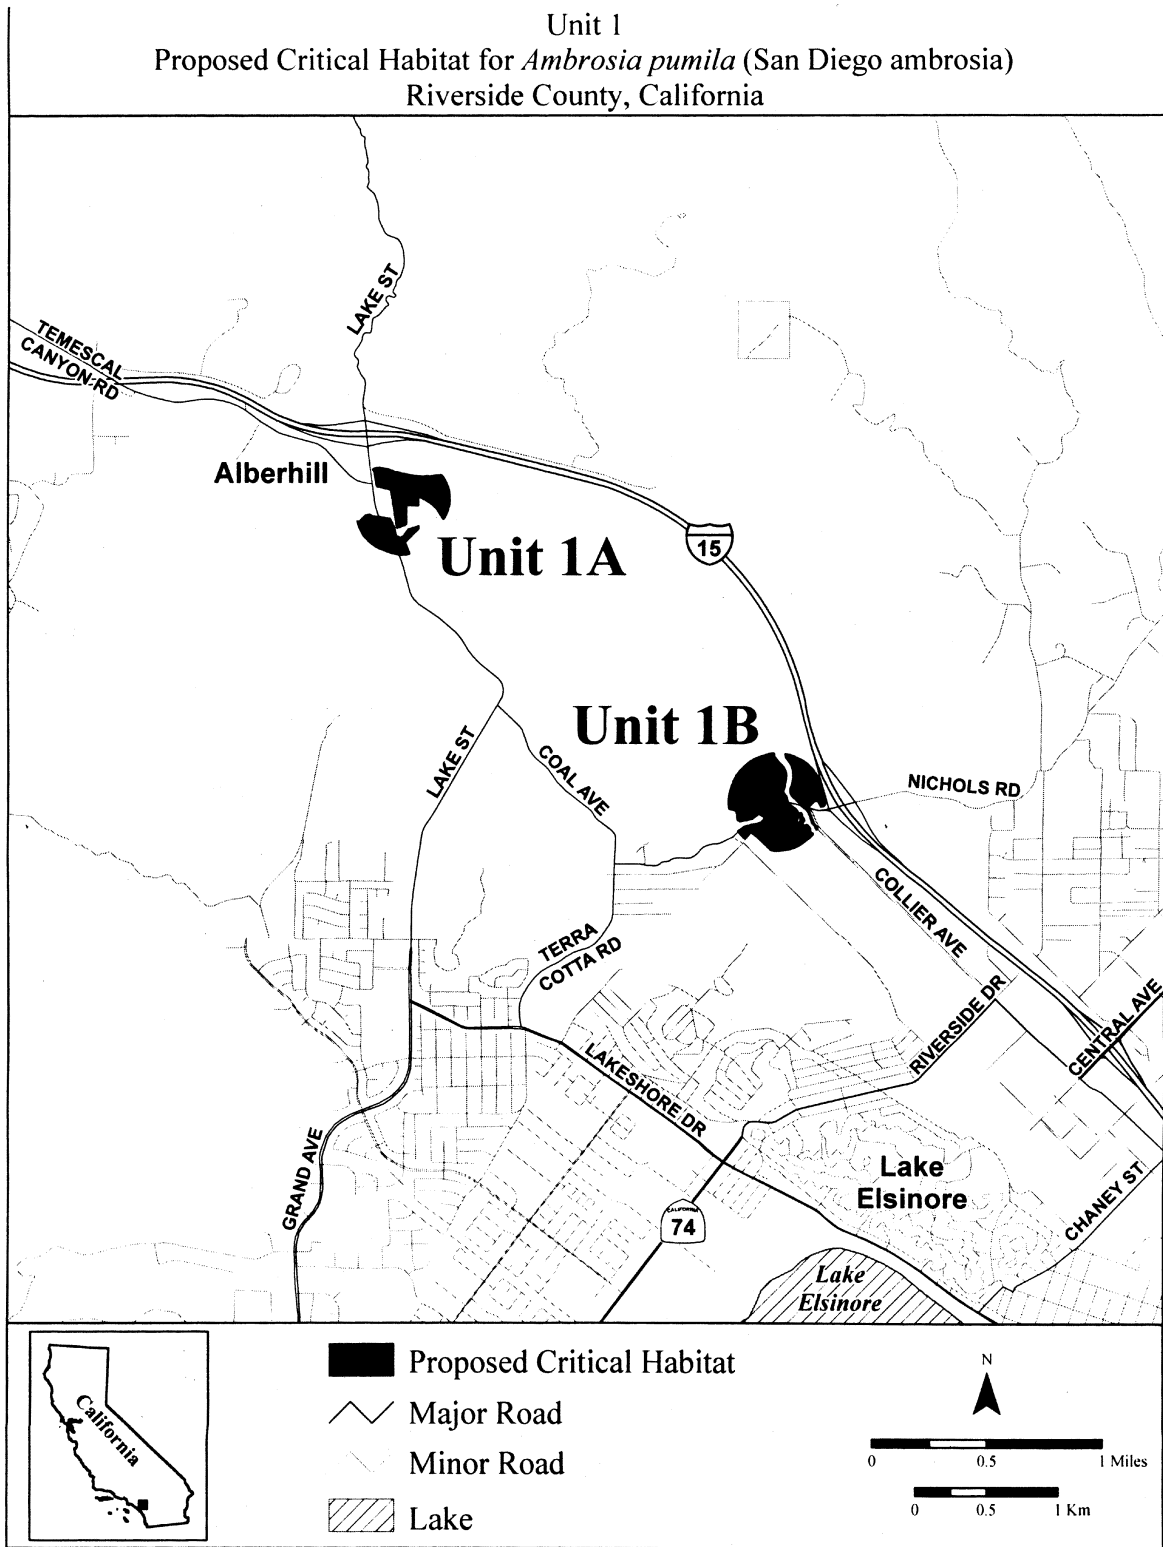 Unit 1
Proposed Critical Habitat for Ambrosia pumila (San Diego ambrosia)
Riverside County, California
LAKE ST
TEMESCAL
CANYON RD
Alberhill
Unit 1A
15
Unit 1B
LAKE ST
COAL AVE
NICHOLS RD
COLLIER AVE
TERRA
COTTA RD
RIVERSIDE DR
CENTRAL AVE
LAKESHORE DR
GRAND AVE
Lake
Elsinore
CHANEY ST
CALIFORNIA
74
Lake
Elsinore
California
Proposed Critical Habitat
Major Road
Minor Road
Lake
N
0 0.5 1 Miles
0 0.5 1 Km